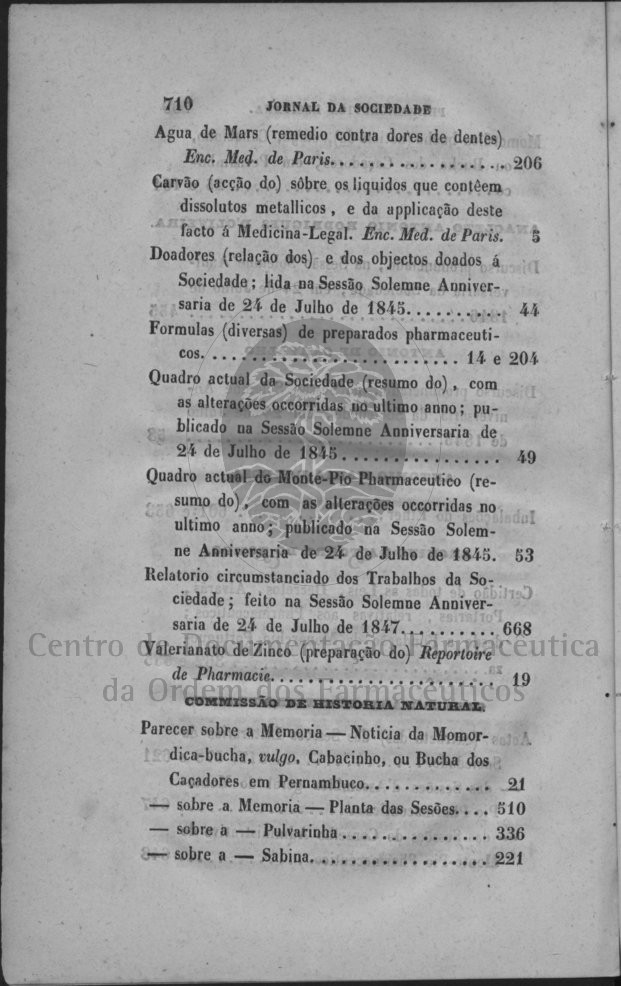 710 JORNAL DA SOCIEDADE
Agua de Mars (remedio contra dores de dentes)
Enc. Med. de Paris. . . . . . . . . . . . . . . . . . 206
Carvão (acção do) sôbre os liquidos que contêem
dissolutos metallicos, e da applicação deste
facto á Medicina-Legal. Enc. Med. de Paris. 5
Doadores (relação dos) e dos objectos doados á
Sociedade; lida na Sessão Solemne Anniver-
saria de 24 de Julho de 1845. . . . . . . . . . 44
Formulas (diversas) de preparados pharmaceuti-
cos. . . . . . . . . . . . . . . . . . . . . . . . . . 14 e 204
Quadro actual da Sociedade (resumo do), com
as alterações occorridas no ultimo anno; pu-
blicado na Sessão Solemne Anniversaria de
24 de Julho de 1845 . . . . . . . . . . . . . . . . 49
Quadro actual do Monte-Pio Pharmaceutico (re-
sumo do), com as alterações occorridas no
ultimo anno; publicado na Sessão Solem-
ne Anniversaria de 24 de Julho de 1845. 53
Relatorio circumstanciado dos Trabalhos da So-
ciedade; feito na Sessão Solemne Anniver-
saria de 24 de Julho de 1847. . . . . . . . . . 668
Centro de Documentação Farmacêutica
Valerianato de Zinco (preparação do) Reportoire
de Pharmacie. . . . . . . . . . . . . . . . . . . . . . . 19
da Ordem dos Farmacêuticos
COMMISSÃO DE HISTORIA NATURAL.
Parecer sobre a Memoria — Noticia da Momor-
dica-bucha, vulgo, Cabacinho, ou Bucha dos
Caçadores em Pernambuco. . . . . . . . . . . . . 21
— sobre a Memoria — Planta das Sesões. . . . 510
— sobre a — Pulvarinha . . . . . . . . . . . . . . . 336
— sobre a — Sabina. . . . . . . . . . . . . . . . . . 221